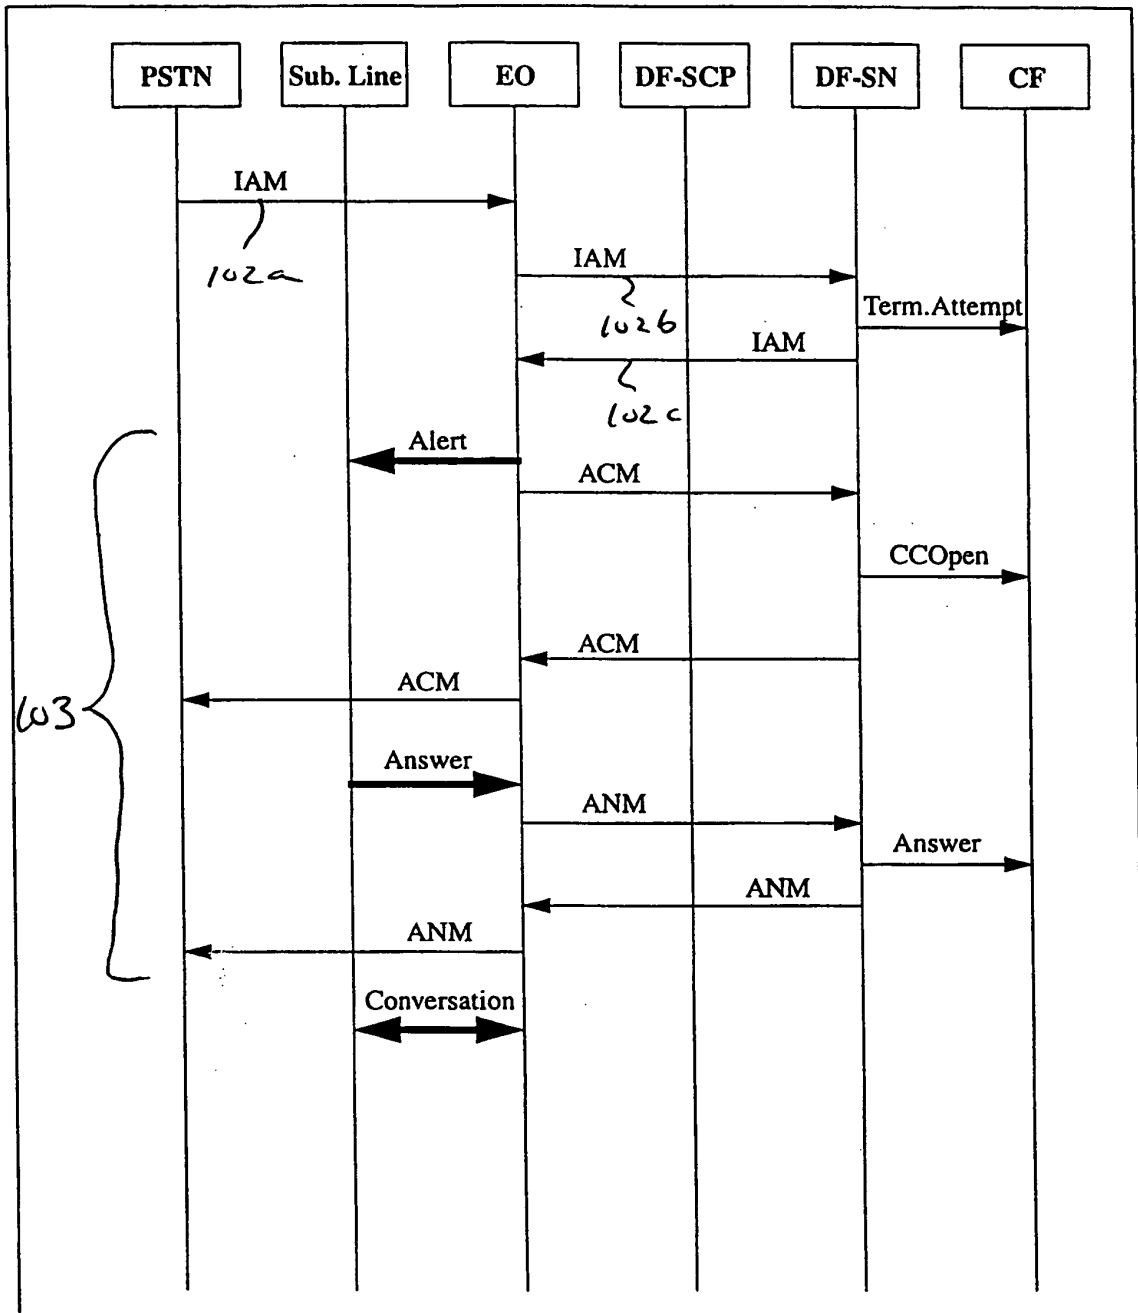 PSTN Sub. Line EO DF-SCP DF-SN CF
IAM
102a
IAM
102b
Term.Attempt
IAM
102c
Alert
ACM
CCOpen
ACM
ACM
103
Answer
ANM
Answer
ANM
ANM
Conversation